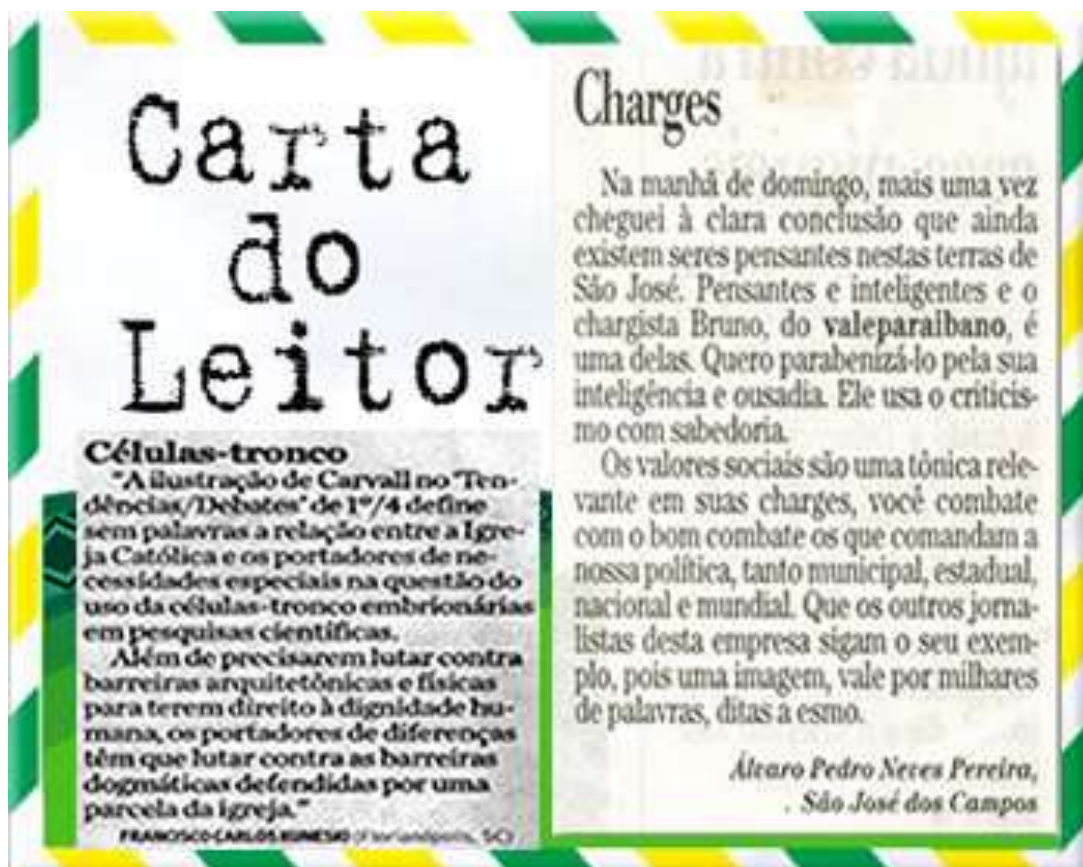 Carta
do
Leitor
Células-tronco
"A ilustração de Carvall no 'Ten-
dências/Debates' de 1º/4 define
sem palavras a relação entre a Igre-
ja Católica e os portadores de ne-
cessidades especiais na questão do
uso da células-tronco embrionárias
em pesquisas científicas.
Além de precisarem lutar contra
barreiras arquitetônicas e físicas
para terem direito à dignidade hu-
mana, os portadores de diferenças
têm que lutar contra as barreiras
dogmáticas defendidas por uma
parcela da igreja."
FRANCISCO CARLOS (Florianópolis, SC)
Charges
Na manhã de domingo, mais uma vez
cheguei à clara conclusão que ainda
existem seres pensantes nestas terras de
São José. Pensantes e inteligentes e o
chargista Bruno, do valeparaibano, é
uma delas. Quero parabenizá-lo pela sua
inteligência e ousadia. Ele usa o criticis-
mo com sabedoria.
Os valores sociais são uma tônica rele-
vante em suas charges, você combate
com o bom combate os que comandam a
nossa política, tanto municipal, estadual,
nacional e mundial. Que os outros jorna-
listas desta empresa sigam o seu exem-
plo, pois uma imagem, vale por milhares
de palavras, ditas a esmo.
Álvaro Pedro Neves Pereira,
São José dos Campos